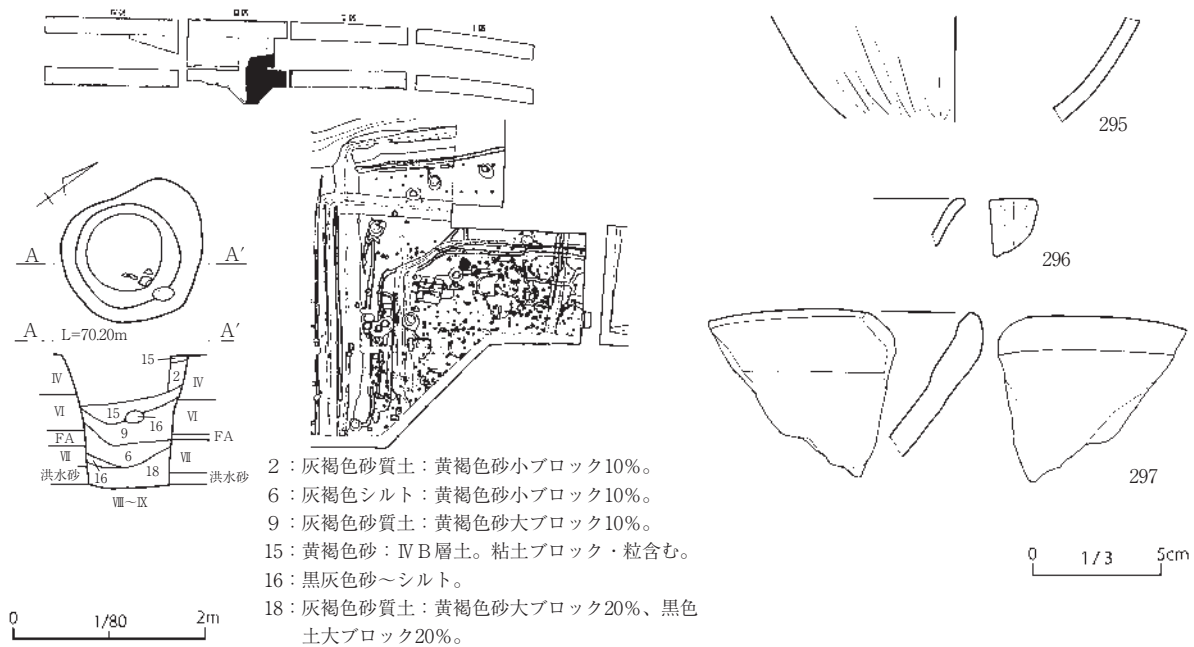 A A′
A L=70.20m A′
15
2
Ⅳ Ⅳ
15 16
Ⅵ Ⅵ
9
FA FA
6
Ⅶ Ⅶ
18
洪水砂 16 洪水砂
Ⅷ～Ⅸ
0 1/80 2m
2：灰褐色砂質土：黄褐色砂小ブロック10%。
6：灰褐色シルト：黄褐色砂小ブロック10%。
9：灰褐色砂質土：黄褐色砂大ブロック10%。
15：黄褐色砂：ⅣB層土。粘土ブロック・粒含む。
16：黒灰色砂～シルト。
18：灰褐色砂質土：黄褐色砂大ブロック20%、黒色
土大ブロック20%。
295
296
297
0 1/3 5cm